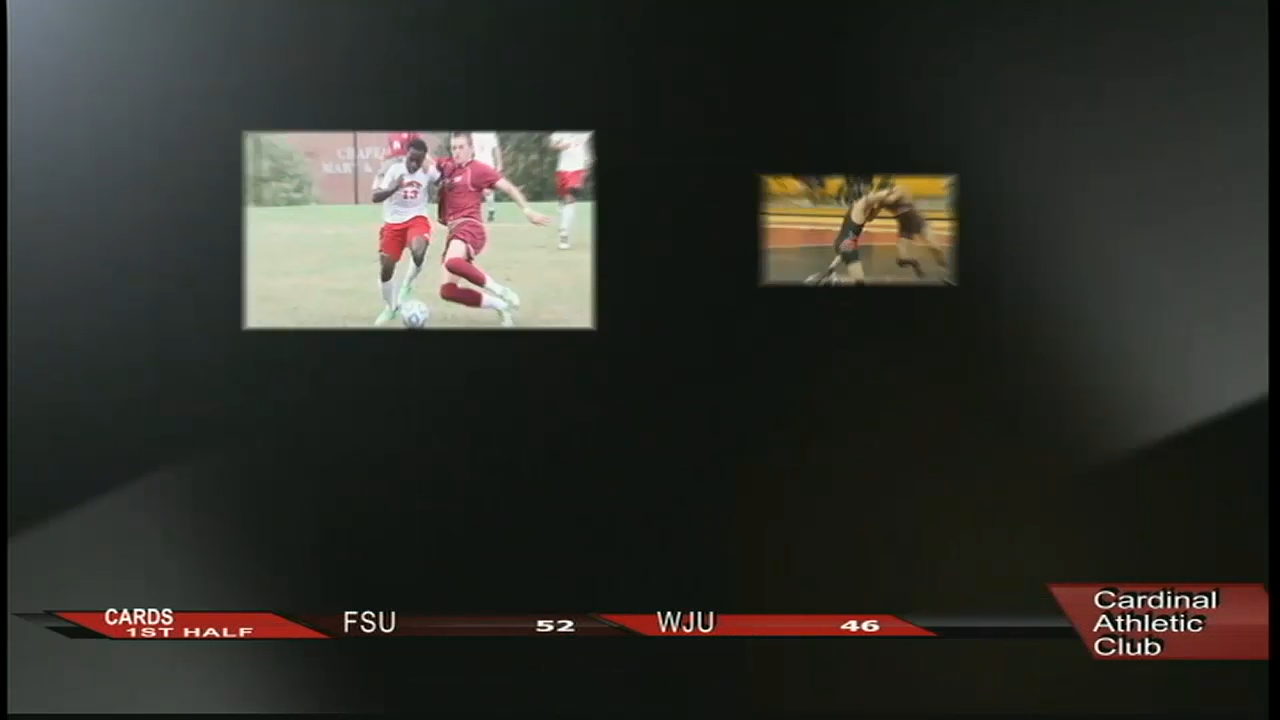 13
CARDS
1ST HALF
FSU 52 WJU 46
Cardinal
Athletic
Club